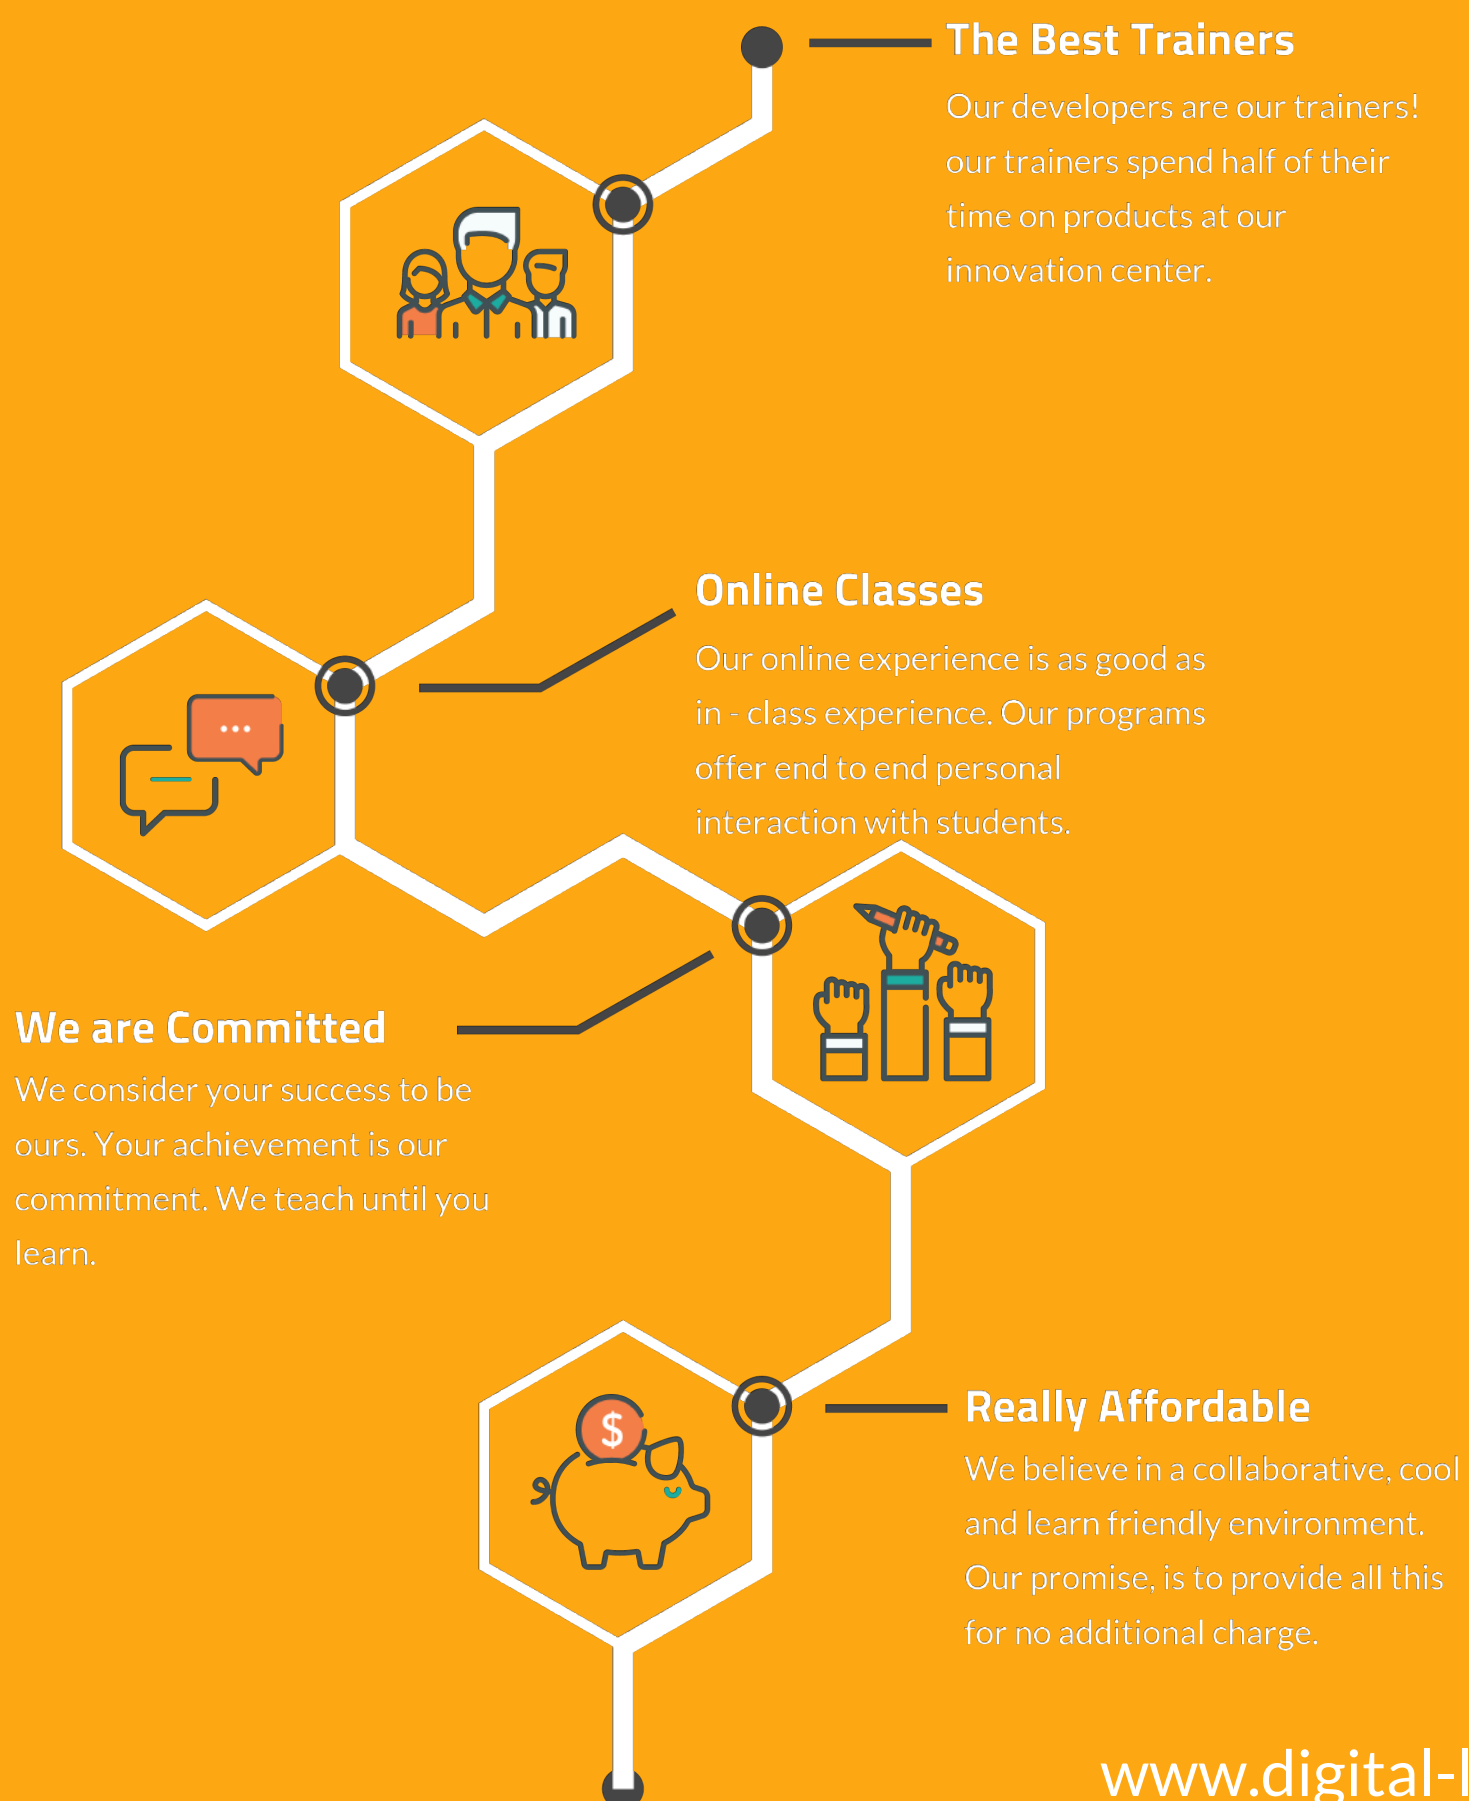 The Best Trainers
Our developers are our trainers!
our trainers spend half of their
time on products at our
innovation center.
Online Classes
Our online experience is as good as
in - class experience. Our programs
offer end to end personal
interaction with students.
We are Committed
We consider your success to be
ours. Your achievement is our
commitment. We teach until you
learn.
$
Really Affordable
We believe in a collaborative, cool
and learn friendly environment.
Our promise, is to provide all this
for no additional charge.
www.digital-